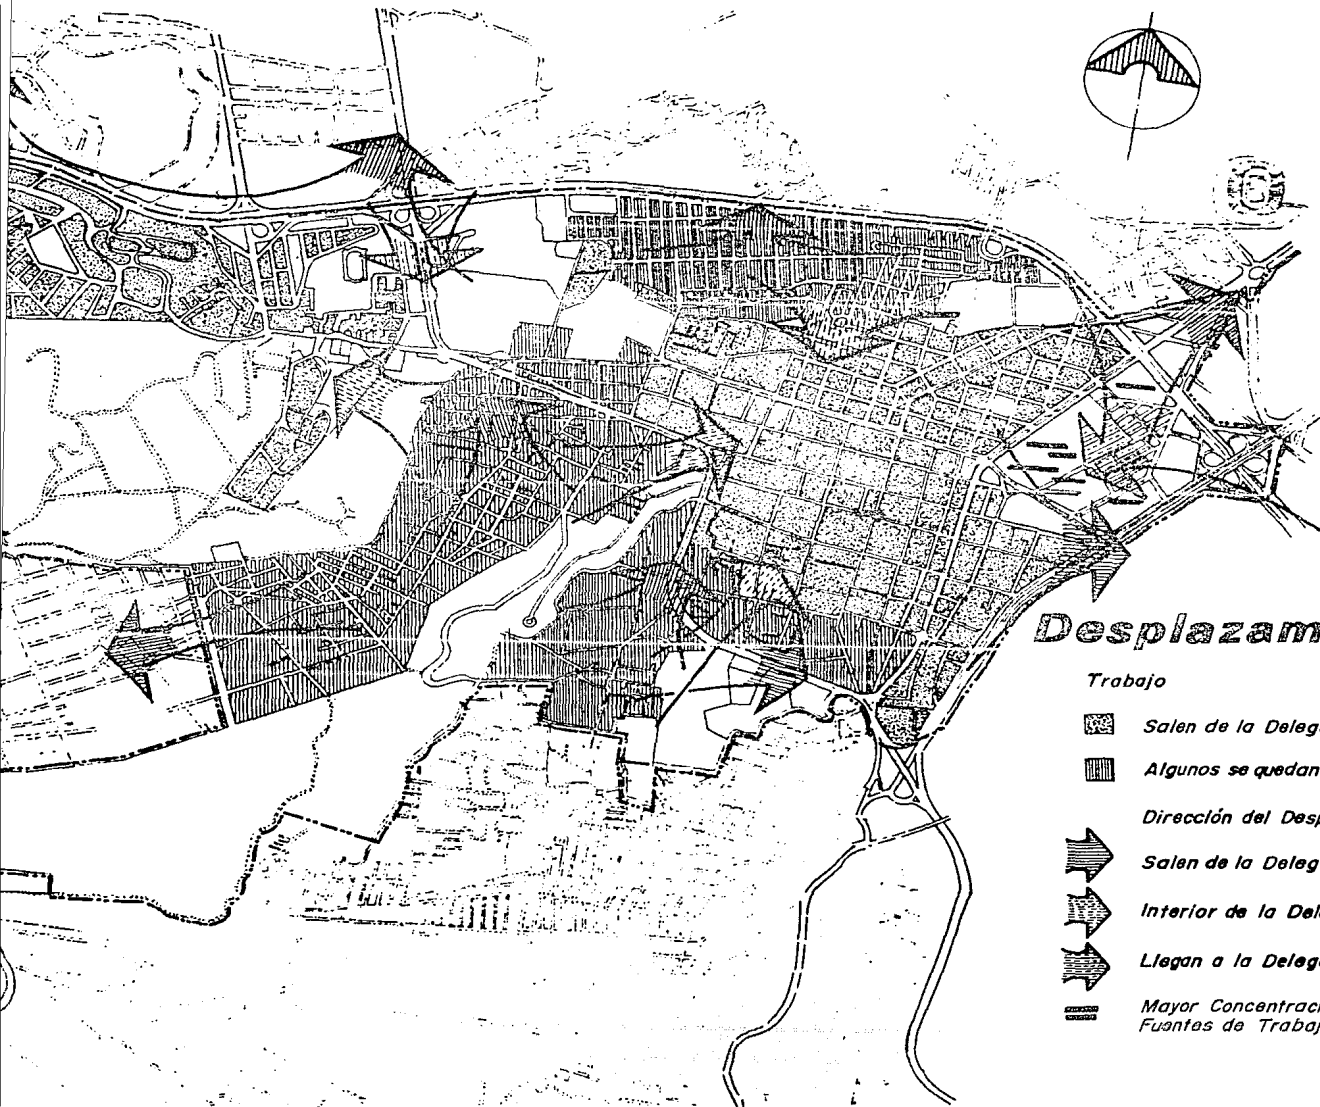 Desplazam
Trabajo
Salen de la Deleg
Algunos se quedan
Dirección del Desp
Salen de la Deleg
Interior de la Del
Llegan a la Deleg
Mayor Concentrac
Fuentes de Trabaj